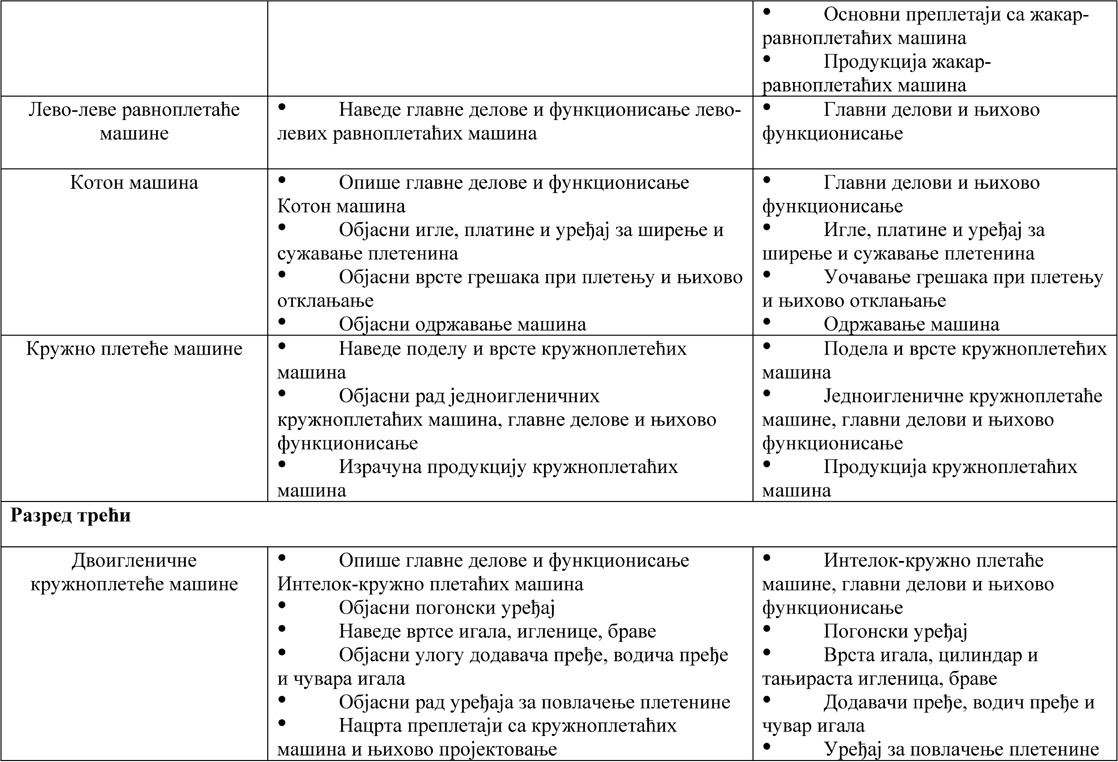 • Основни преплетаји са жакар-
равноплетаћих машина
• Продукција жакар-
равноплетаћих машина
Лево-леве равноплетаће
машине
• Наведе главне делове и функционисање лево-
левих равноплетаћих машина
• Главни делови и њихово
функционисање
Котон машина
• Опише главне делове и функционисање
Котон машина
• Објасни игле, платине и уређај за ширење и
сужавање плетенина
• Објасни врсте грешака при плетењу и њихово
отклањање
• Објасни одржавање машина
• Главни делови и њихово
функционисање
• Игле, платине и уређај за
ширење и сужавање плетенина
• Уочавање грешака при плетењу
и њихово отклањање
• Одржавање машина
Кружно плетеће машине
• Наведе поделу и врсте кружноплетећих
машина
• Објасни рад једноигленичних
кружноплетаћих машина, главне делове и њихово
функционисање
• Израчуна продукцију кружноплетаћих
машина
• Подела и врсте кружноплетећих
машина
• Једноигленичне кружноплетаће
машине, главни делови и њихово
функционисање
• Продукција кружноплетаћих
машина
Разред трећи
Двоигленичне
кружноплетеће машине
• Опише главне делове и функционисање
Интелок-кружно плетаћих машина
• Објасни погонски уређај
• Наведе вртсе игала, игленице, браве
• Објасни улогу додавача пређе, водича пређе
и чувара игала
• Објасни рад уређаја за повлачење плетенине
• Нацрта преплетаји са кружноплетаћих
машина и њихово пројектовање
• Интелок-кружно плетаће
машине, главни делови и њихово
функционисање
• Погонски уређај
• Врста игала, цилиндар и
тањираста игленица, браве
• Додавачи пређе, водич пређе и
чувар игала
• Уређај за повлачење плетенине